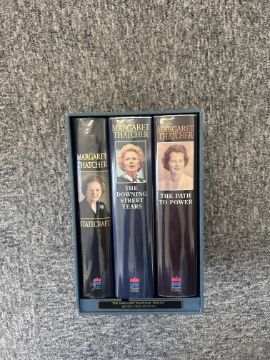 MARGARET
THATCHER
STATECRAFT
MARGARET
THATCHER
THE
DOWNING
STREET
YEARS
MARGARET
THATCHER
THE PATH
TO POWER